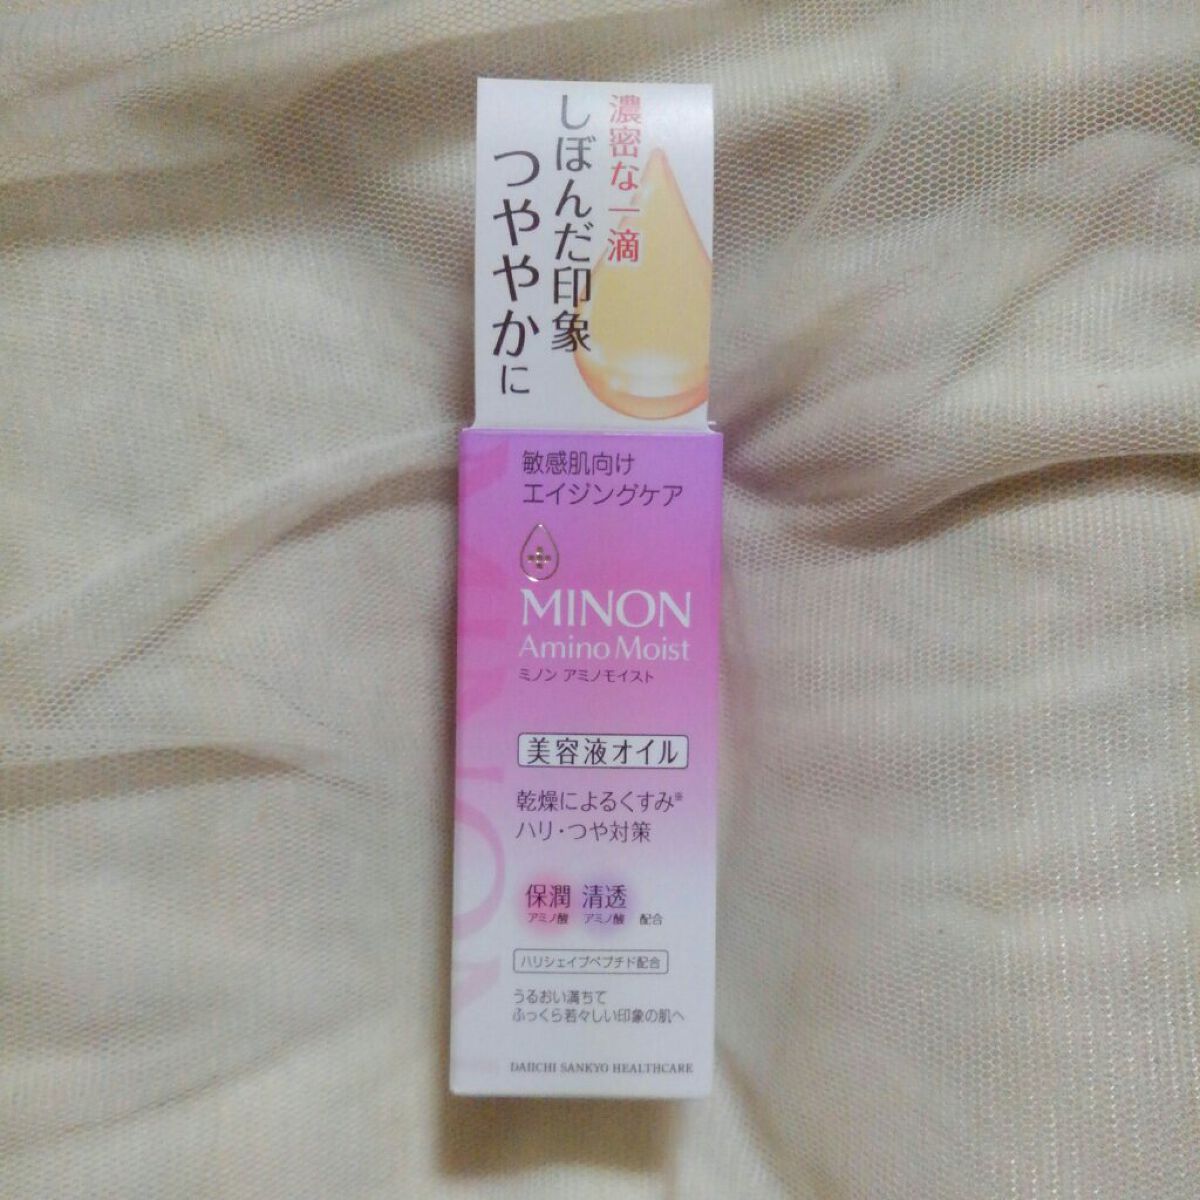 濃密な一滴
しぼんだ印象
つややかに
敏感肌向け
エイジングケア
MINON
Amino Moist
ミノン アミノモイスト
美容液オイル
乾燥によるくすみ※
ハリ・つや対策
保潤 清透
アミノ酸 アミノ酸 配合
ハリシェイプペプチド配合
うるおい満ちて
ふっくら若々しい印象の肌へ
DAIICHI SANKYO HEALTHCARE